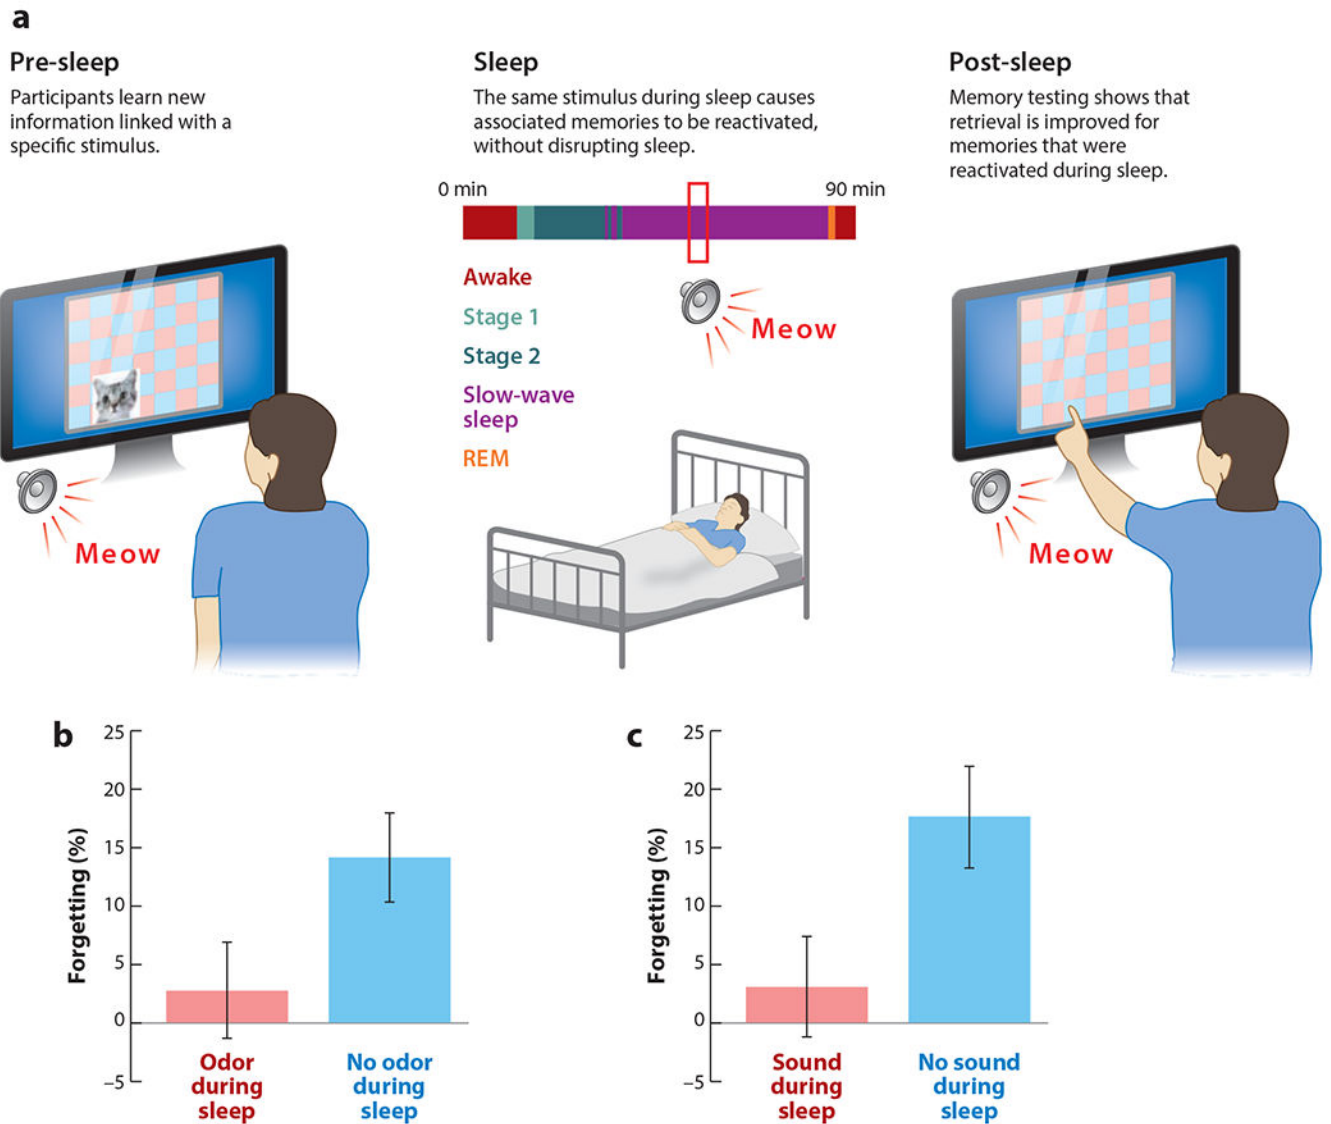 a
Pre-sleep
Participants learn new
information linked with a
specific stimulus.
Meow
Sleep
The same stimulus during sleep causes
associated memories to be reactivated,
without disrupting sleep.
0 min
90 min
Awake
Stage 1
Stage 2
Slow-wave
sleep
REM
Meow
Post-sleep
Memory testing shows that
retrieval is improved for
memories that were
reactivated during sleep.
Meow
b
Forgetting (%)
25
20
15
10
5
0
–5
Odor
during
sleep
No odor
during
sleep
c
Forgetting (%)
25
20
15
10
5
0
–5
Sound
during
sleep
No sound
during
sleep